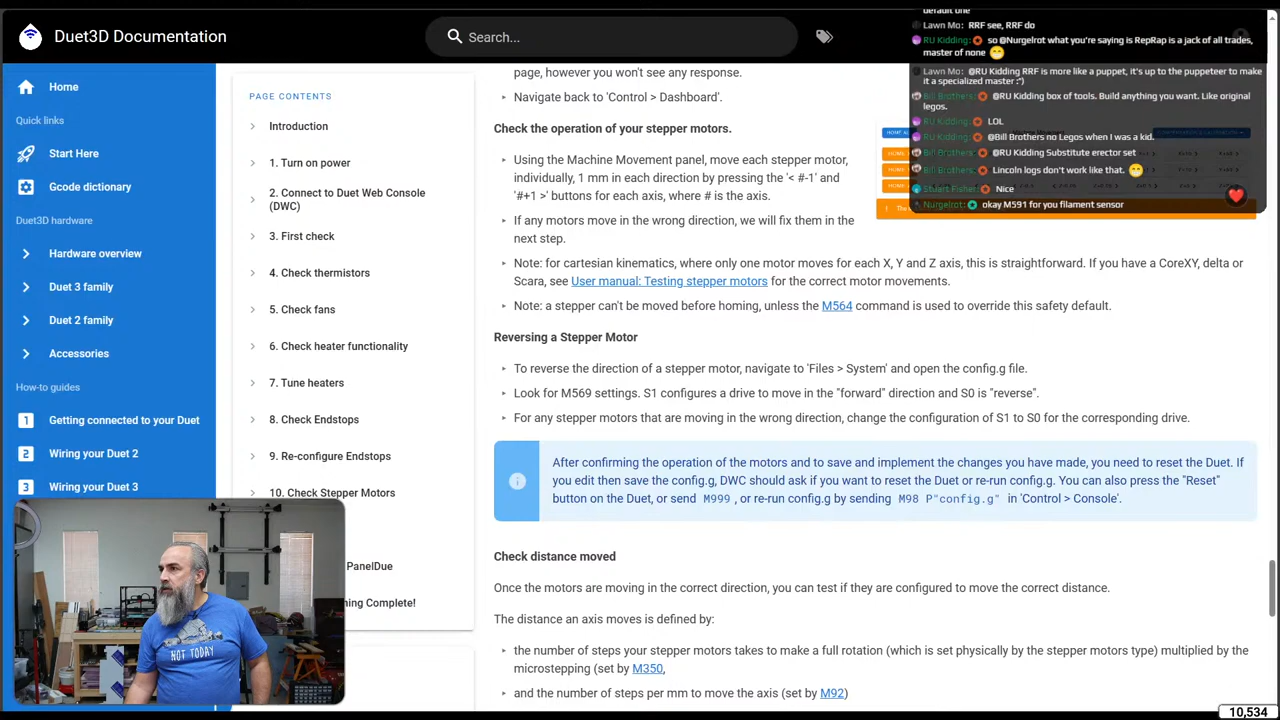 Duet3D Documentation
Search...
Home
Quick links
Start Here
Gcode dictionary
Duet3D hardware
Hardware overview
Duet 3 family
Duet 2 family
Accessories
How-to guides
1 Getting connected to your Duet
2 Wiring your Duet 2
3 Wiring your Duet 3
PAGE CONTENTS
Introduction
1. Turn on power
2. Connect to Duet Web Console
(DWC)
3. First check
4. Check thermistors
5. Check fans
6. Check heater functionality
7. Tune heaters
8. Check Endstops
9. Re-configure Endstops
10. Check Stepper Motors
PanelDue
ning Complete!
page, however you won't see any response.
Navigate back to 'Control > Dashboard'.
Check the operation of your stepper motors.
Using the Machine Movement panel, move each stepper motor,
individually, 1 mm in each direction by pressing the '< #-1' and
'#+1 >' buttons for each axis, where # is the axis.
If any motors move in the wrong direction, we will fix them in the
next step.
Note: for cartesian kinematics, where only one motor moves for each X, Y and Z axis, this is straightforward. If you have a CoreXY, delta or
Scara, see User manual: Testing stepper motors for the correct motor movements.
Note: a stepper can't be moved before homing, unless the M564 command is used to override this safety default.
Reversing a Stepper Motor
To reverse the direction of a stepper motor, navigate to 'Files > System' and open the config.g file.
Look for M569 settings. S1 configures a drive to move in the "forward" direction and S0 is "reverse".
For any stepper motors that are moving in the wrong direction, change the configuration of S1 to S0 for the corresponding drive.
After confirming the operation of the motors and to save and implement the changes you have made, you need to reset the Duet. If
you edit then save the config.g, DWC should ask if you want to reset the Duet or re-run config.g. You can also press the "Reset"
button on the Duet, or send M999 , or re-run config.g by sending M98 P"config.g" in 'Control > Console'.
Check distance moved
Once the motors are moving in the correct direction, you can test if they are configured to move the correct distance.
The distance an axis moves is defined by:
the number of steps your stepper motors takes to make a full rotation (which is set physically by the stepper motors type) multiplied by the
microstepping (set by M350,
and the number of steps per mm to move the axis (set by M92)
default one
Lawn Mo: RRF see, RRF do
RU Kidding: so @Nurgelrot what you're saying is RepRap is a jack of all trades,
master of none 😁
Lawn Mo: @RU Kidding RRF is more like a puppet, it's up to the puppeteer to make
it a specialized master :')
Bill Brothers: @RU Kidding box of tools. Build anything you want. Like original
legos.
RU Kidding: LOL
RU Kidding: @Bill Brothers no Legos when I was a kid.
Bill Brothers: @RU Kidding Substitute erector set
Bill Brothers: Lincoln logs don't work like that. 😁
Stuart Fisher: Nice
Nurgelrot: okay M591 for you filament sensor
NOT TODAY
10,534